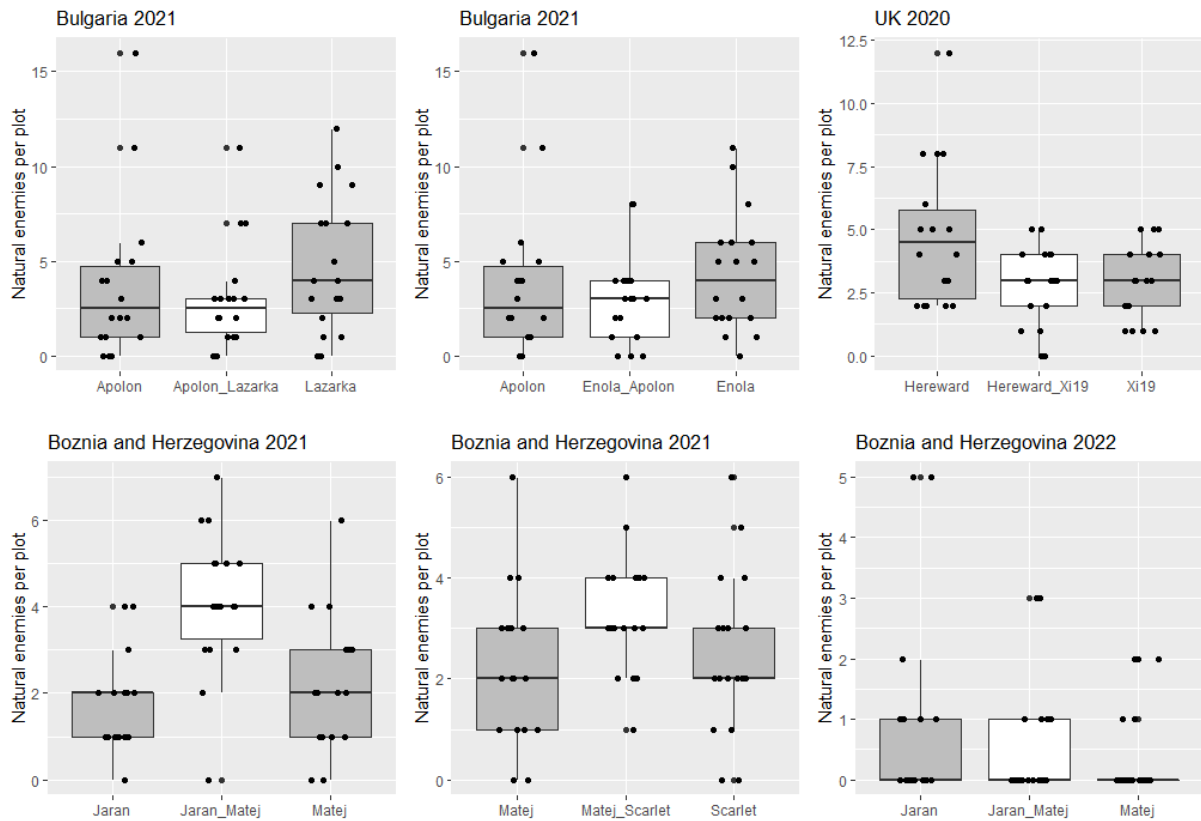 Bulgaria 2021
Natural enemies per plot
15
10
5
0
Apolon Apolon_Lazarka Lazarka
Bulgaria 2021
Natural enemies per plot
15
10
5
0
Apolon Enola_Apolon Enola
UK 2020
Natural enemies per plot
12.5
10.0
7.5
5.0
2.5
0.0
Hereward Hereward_Xi19 Xi19
Boznia and Herzegovina 2021
Natural enemies per plot
6
4
2
0
Jaran Jaran_Matej Matej
Boznia and Herzegovina 2021
Natural enemies per plot
6
4
2
0
Matej Matej_Scarlet Scarlet
Boznia and Herzegovina 2022
Natural enemies per plot
5
4
3
2
1
0
Jaran Jaran_Matej Matej